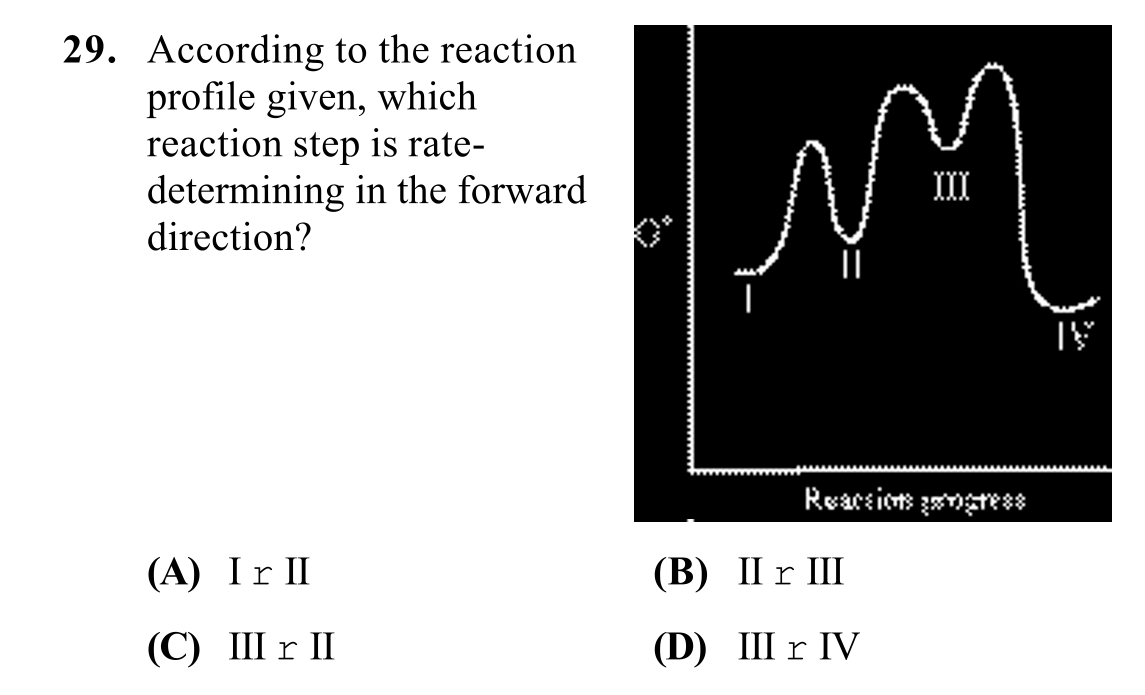 29. According to the reaction
profile given, which
reaction step is rate-
determining in the forward
direction?
III
II
I
IV
Reaction progress
(A) I r II
(B) II r III
(C) III r II
(D) III r IV